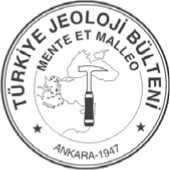 TÜRKİYE JEOLOJİ BÜLTENİ
MENTE ET MALLEO
ANKARA-1947